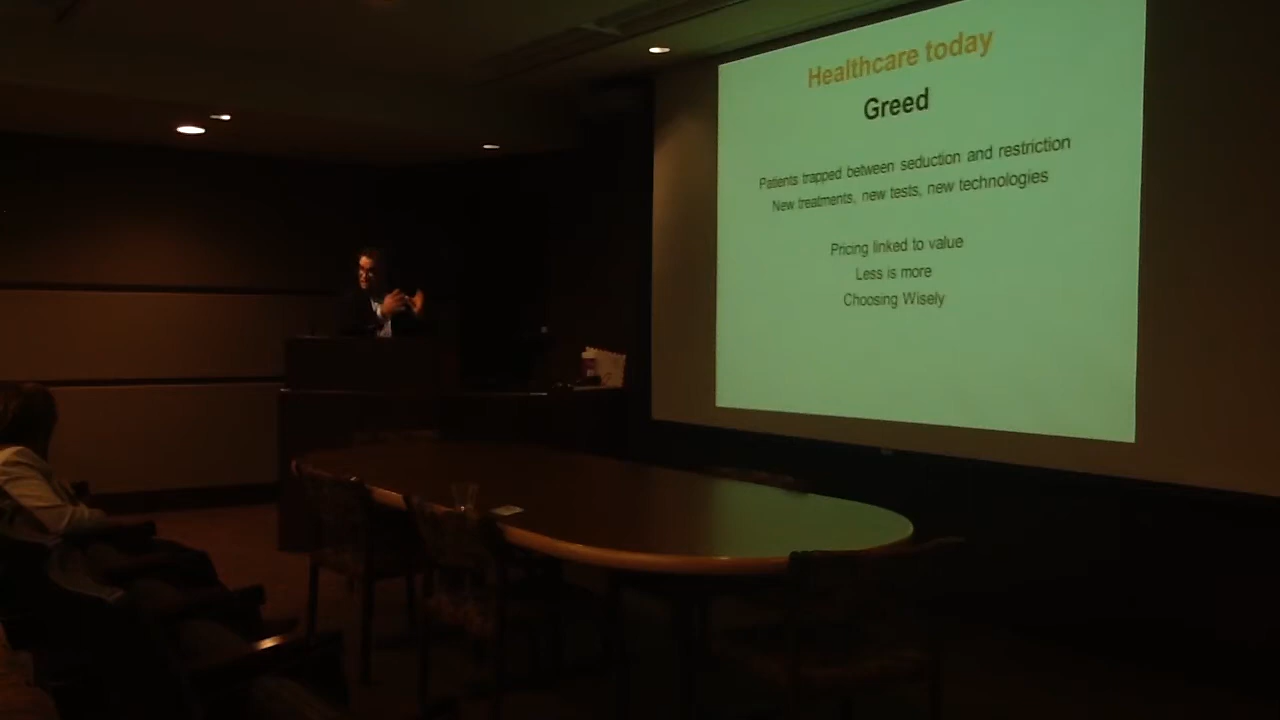 Healthcare today
Greed
Patients trapped between seduction and restriction
New treatments, new tests, new technologies
Pricing linked to value
Less is more
Choosing Wisely